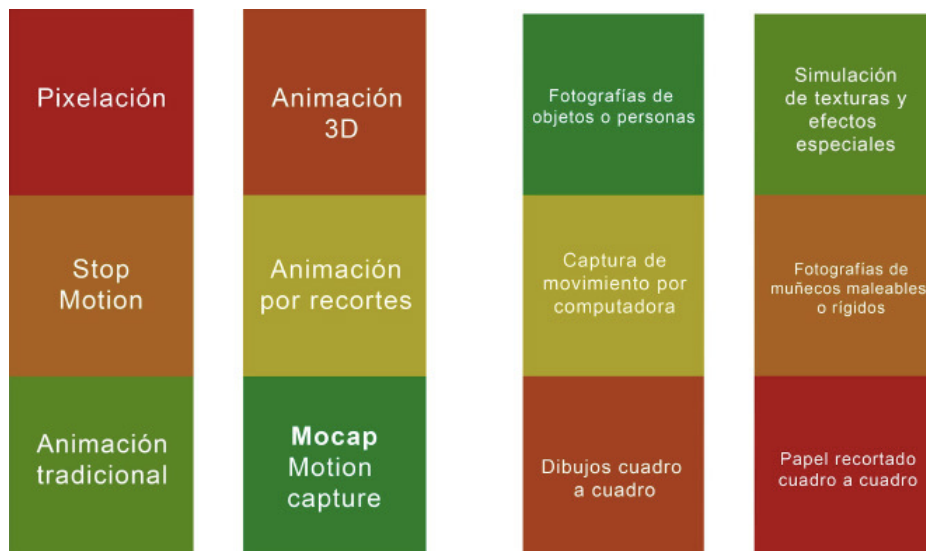 Pixelación
Animación
3D
Fotografías de
objetos o personas
Simulación
de texturas y
efectos
especiales
Stop
Motion
Animación
por recortes
Captura de
movimiento por
computadora
Fotografías de
muñecos maleables
o rígidos
Animación
tradicional
Mocap
Motion
capture
Dibujos cuadro
a cuadro
Papel recortado
cuadro a cuadro